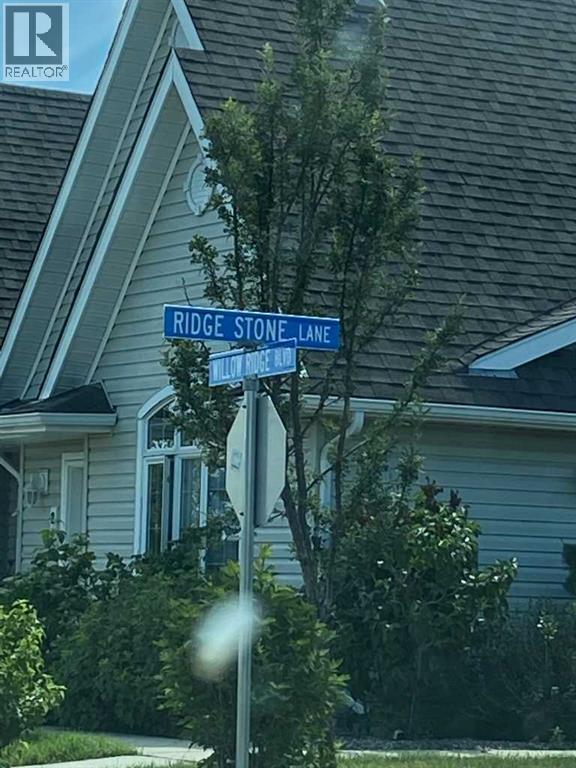 R
REALTOR®
RIDGE STONE LANE
WILLOW RIDGE BLVD